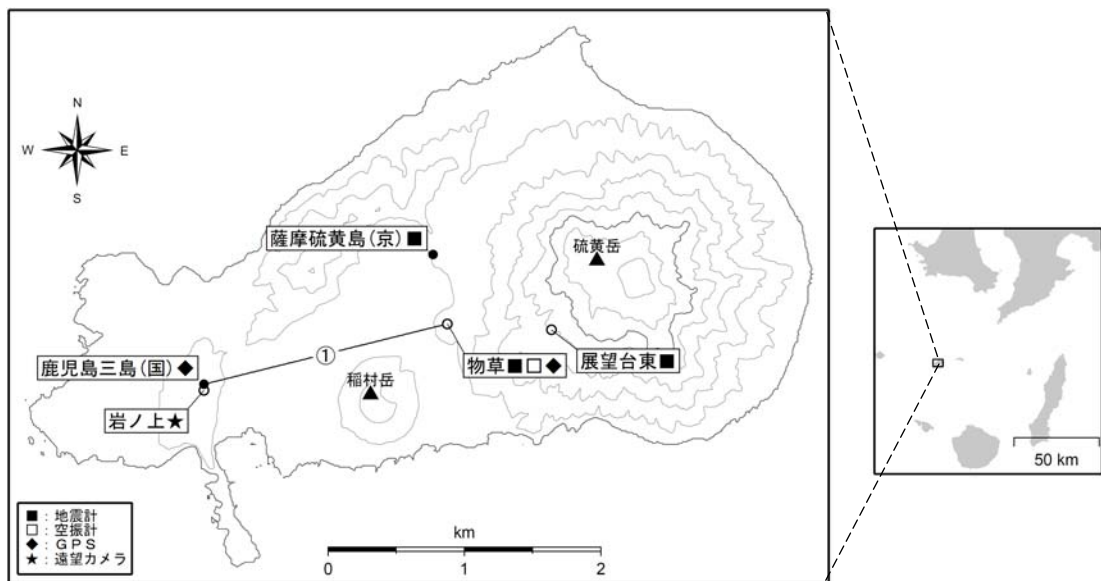 N
W E
S
薩摩硫黄島(京)■
硫黄岳
①
鹿児島三島(国)◆
物草■□◆
展望台東■
稲村岳
岩ノ上★
■：地震計
□：空振計
◆：ＧＰＳ
★：遠望カメラ
km
0 1 2
50 km